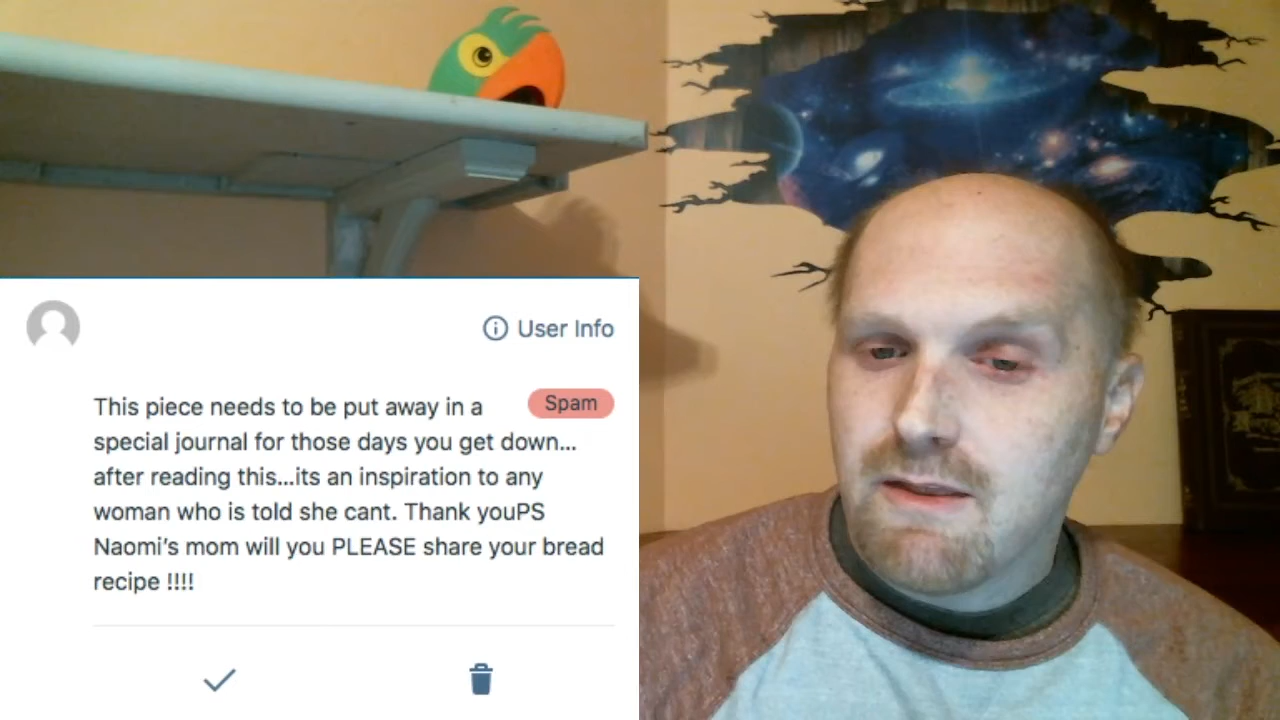 User Info
This piece needs to be put away in a
Spam
special journal for those days you get down...
after reading this...its an inspiration to any
woman who is told she cant. Thank youPS
Naomi’s mom will you PLEASE share your bread
recipe !!!!